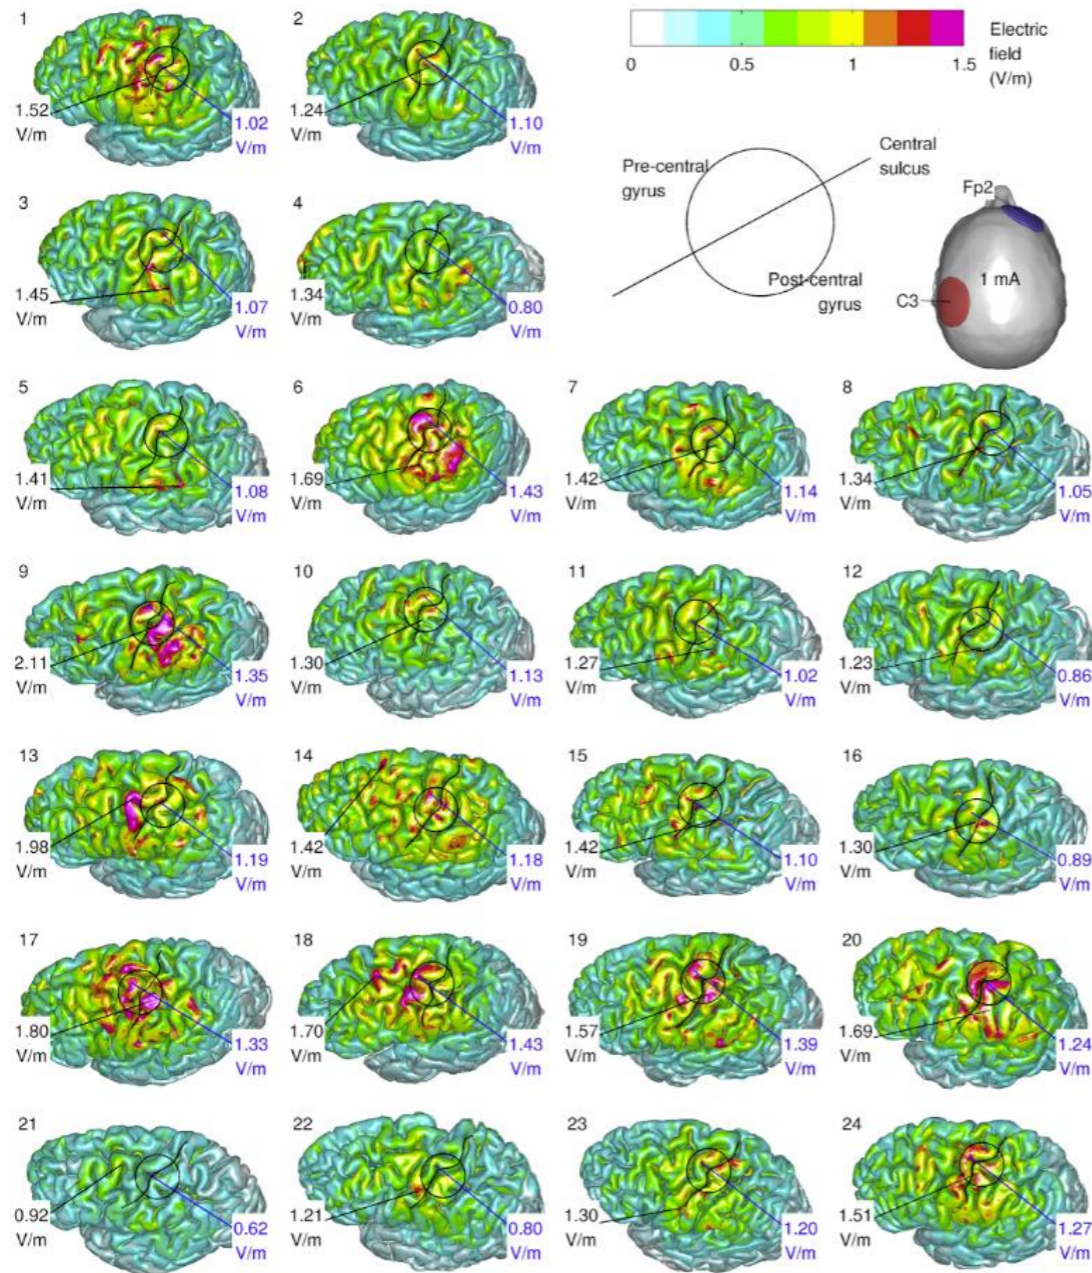 1
2
Electric
field
(V/m)
0
0.5
1
1.5
1.52
V/m
1.02
V/m
1.24
V/m
1.10
V/m
Pre-central
gyrus
Central
sulcus
Post-central
gyrus
Fp2
1 mA
C3
3
4
1.45
V/m
1.07
V/m
1.34
V/m
0.80
V/m
5
6
7
8
1.41
V/m
1.08
V/m
1.69
V/m
1.43
V/m
1.42
V/m
1.14
V/m
1.34
V/m
1.05
V/m
9
10
11
12
2.11
V/m
1.35
V/m
1.30
V/m
1.13
V/m
1.27
V/m
1.02
V/m
1.23
V/m
0.86
V/m
13
14
15
16
1.98
V/m
1.19
V/m
1.42
V/m
1.18
V/m
1.42
V/m
1.10
V/m
1.30
V/m
0.89
V/m
17
18
19
20
1.80
V/m
1.33
V/m
1.70
V/m
1.43
V/m
1.57
V/m
1.39
V/m
1.69
V/m
1.24
V/m
21
22
23
24
0.92
V/m
0.62
V/m
1.21
V/m
0.80
V/m
1.30
V/m
1.20
V/m
1.51
V/m
1.27
V/m